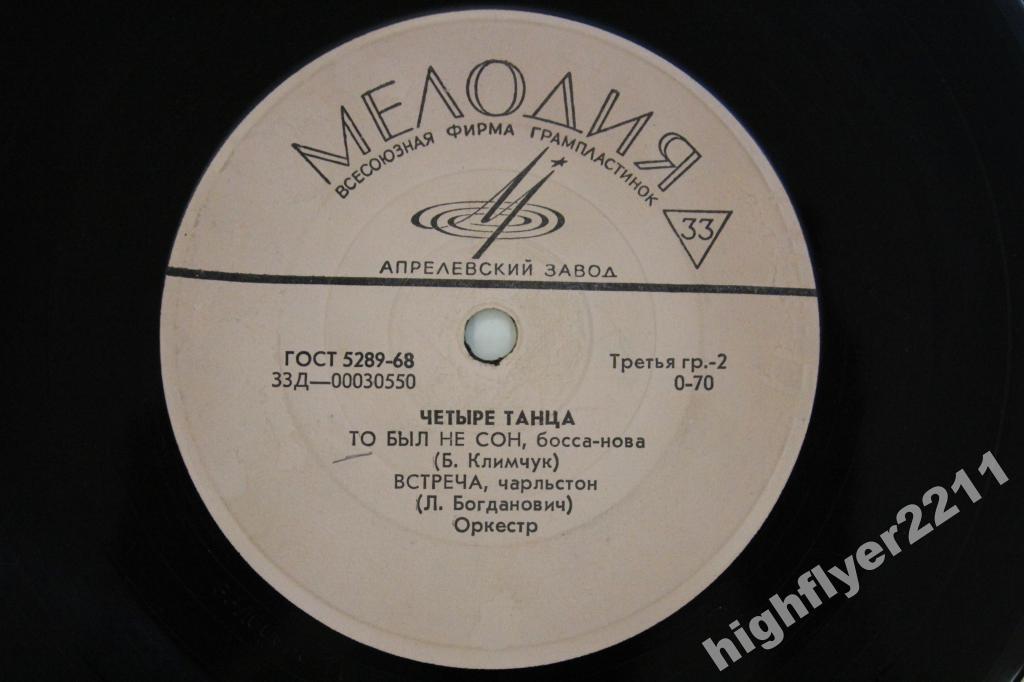 МЕЛОДИЯ
ВСЕСОЮЗНАЯ ФИРМА ГРАМПЛАСТИНОК
33
АПРЕЛЕВСКИЙ ЗАВОД
ГОСТ 5289-68
33Д—00030550
Третья гр.-2
0-70
ЧЕТЫРЕ ТАНЦА
ТО БЫЛ НЕ СОН, босса-нова
(Б. Климчук)
ВСТРЕЧА, чарльстон
(Л. Богданович)
Оркестр
highflyer2211